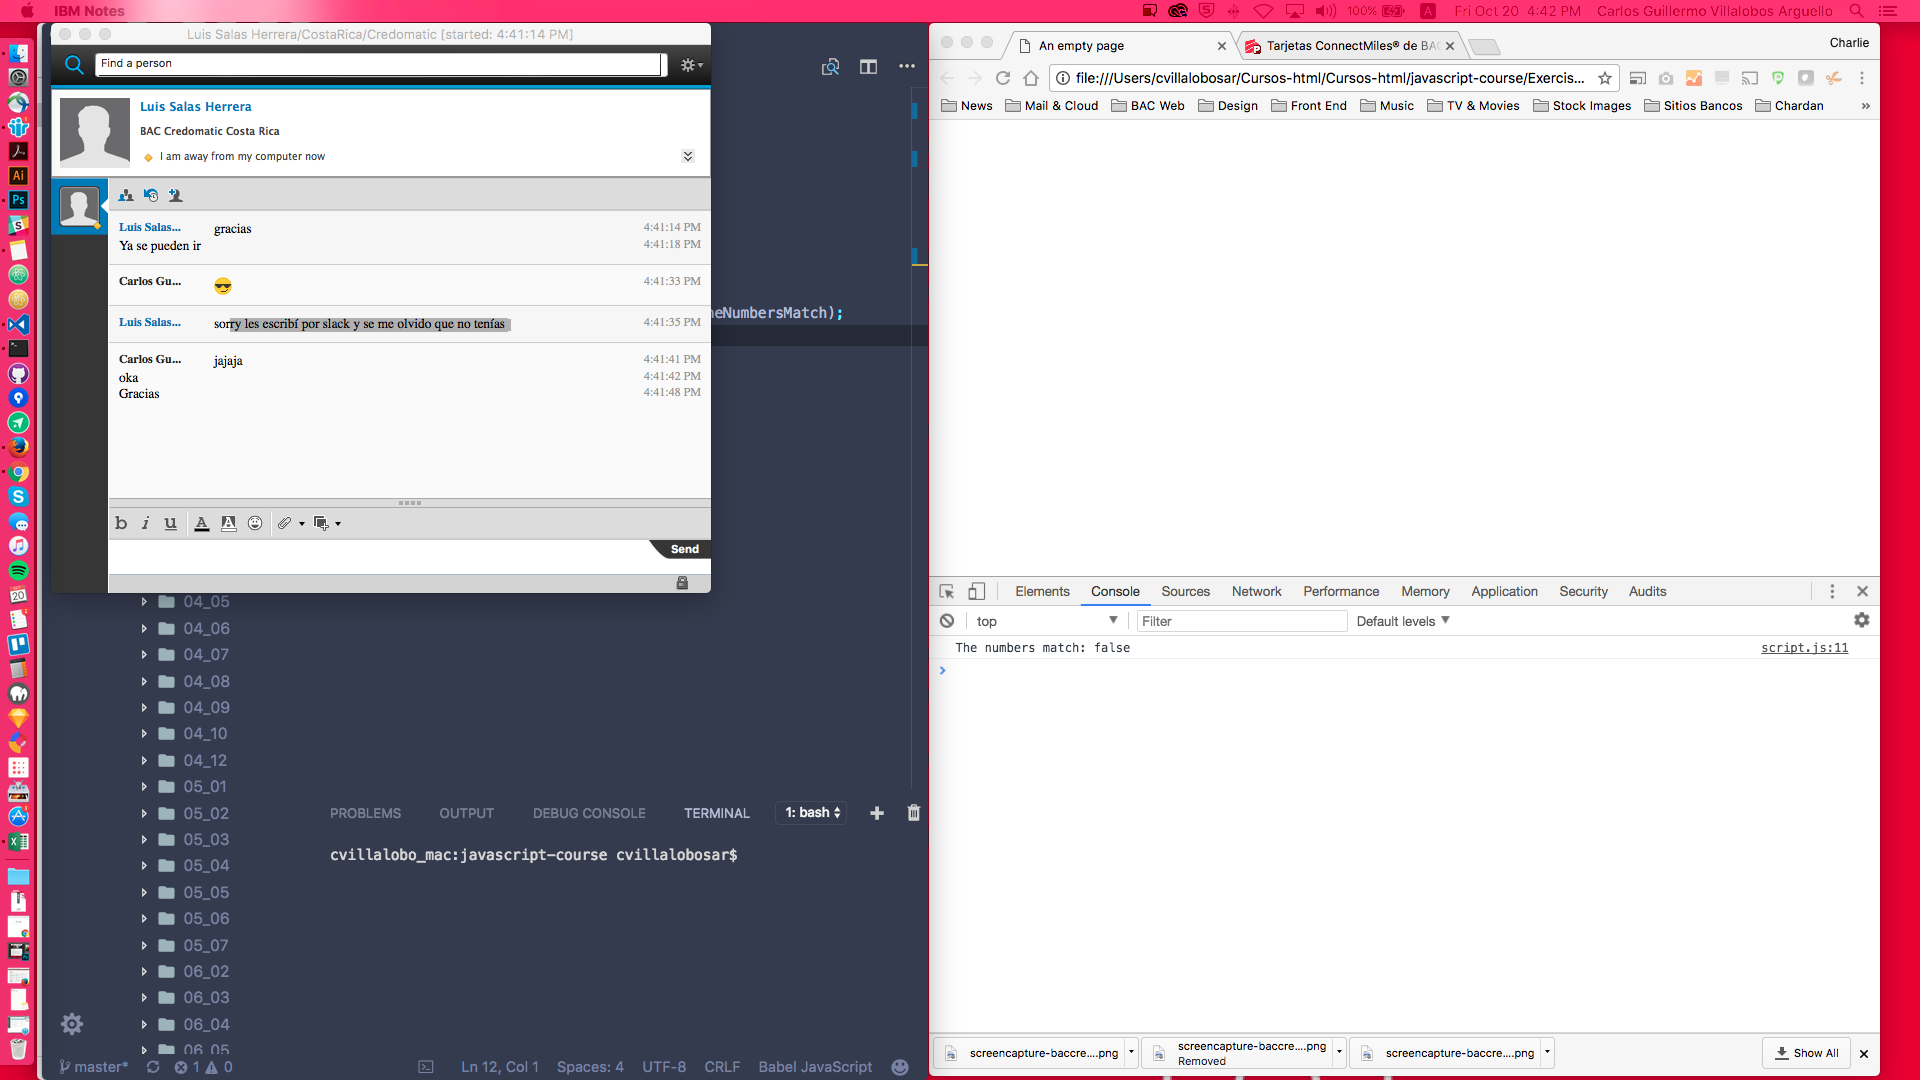 IBM Notes
100%
Fri Oct 20 4:42 PM
Carlos Guillermo Villalobos Arguello
Luis Salas Herrera/CostaRica/Credomatic [started: 4:41:14 PM]
Find a person
Luis Salas Herrera
BAC Credomatic Costa Rica
I am away from my computer now
Luis Salas... gracias 4:41:14 PM
Ya se pueden ir 4:41:18 PM
Carlos Gu... 4:41:33 PM
Luis Salas... sorry les escribí por slack y se me olvido que no tenías 4:41:35 PM
Carlos Gu... jajaja 4:41:41 PM
oka 4:41:42 PM
Gracias 4:41:48 PM
b i u A A
Send
eNumbersMatch);
04_05
04_06
04_07
04_08
04_09
04_10
04_12
05_01
05_02
05_03
05_04
05_05
05_06
05_07
06_02
06_03
06_04
06_05
PROBLEMS OUTPUT DEBUG CONSOLE TERMINAL 1: bash
cvillalobo_mac:javascript-course cvillalobosar$
master* 1 0 Ln 12, Col 1 Spaces: 4 UTF-8 CRLF Babel JavaScript
An empty page
Tarjetas ConnectMiles® de BA
Charlie
file:///Users/cvillalobosar/Cursos-html/Cursos-html/javascript-course/Exercis...
News Mail & Cloud BAC Web Design Front End Music TV & Movies Stock Images Sitios Bancos Chardan »
Elements Console Sources Network Performance Memory Application Security Audits
top Filter Default levels
The numbers match: false script.js:11
screencapture-baccre....png
screencapture-baccre....png
Removed
screencapture-baccre....png
Show All
Ai
Ps
20